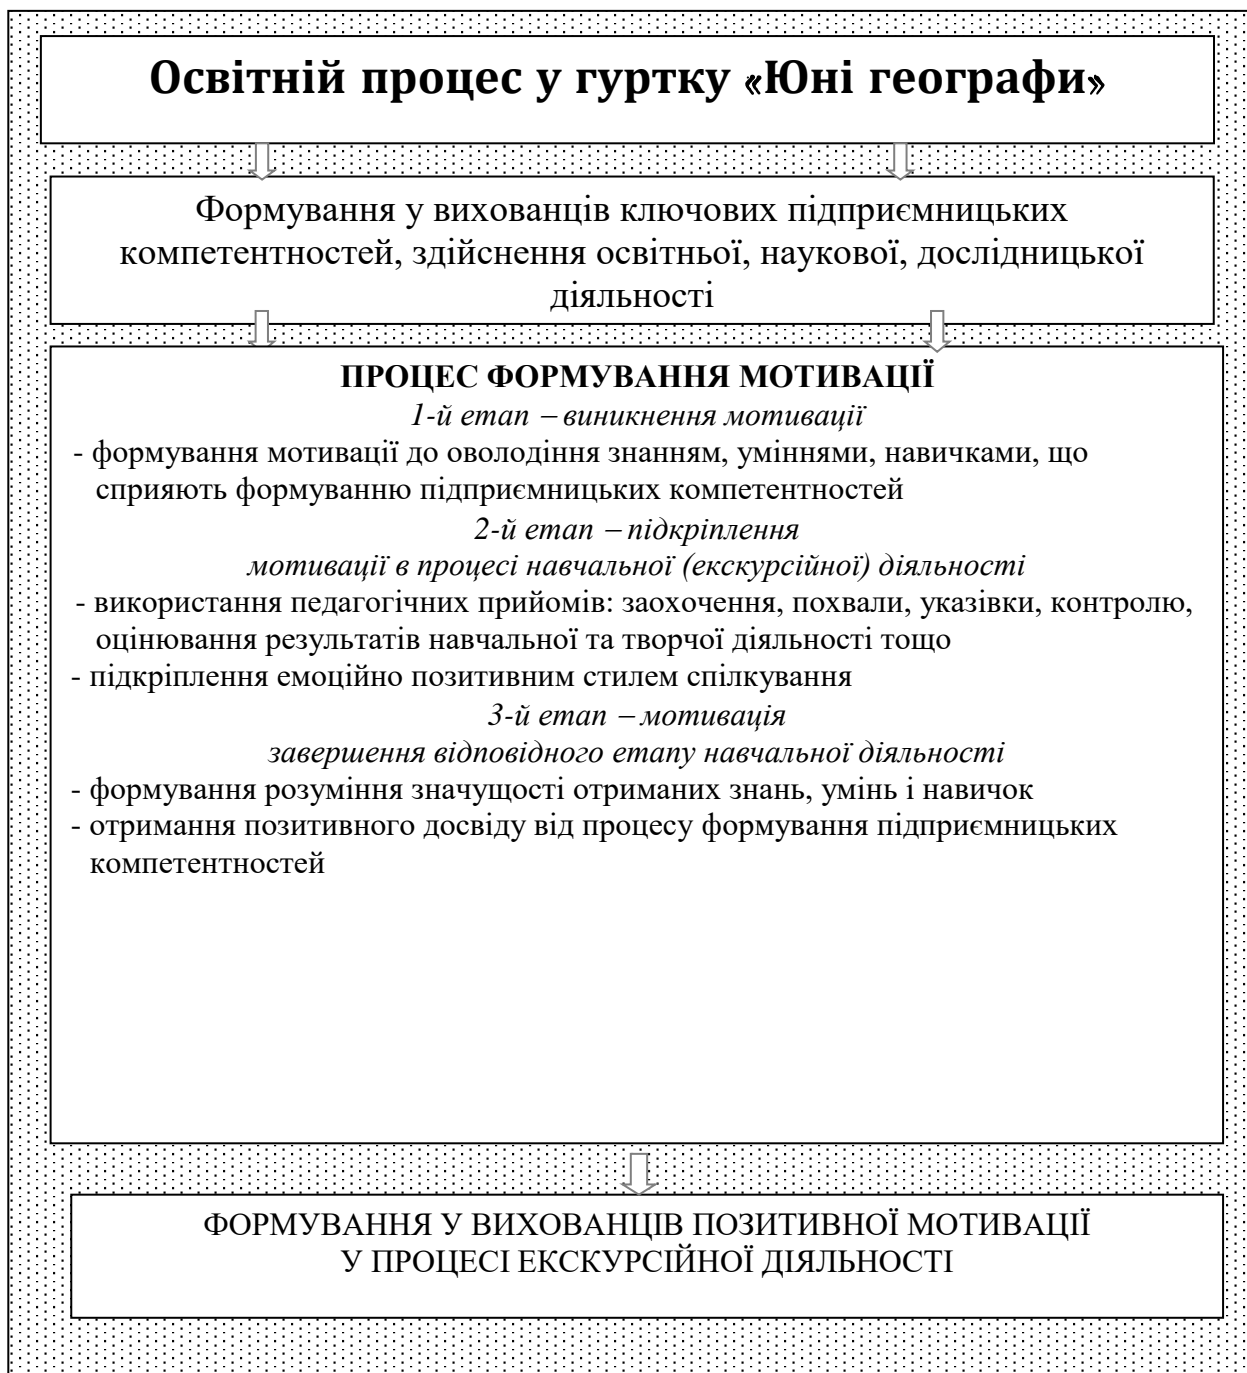 Освітній процес у гуртку «Юні географи»
Формування у вихованців ключових підприємницьких
компетентностей, здійснення освітньої, наукової, дослідницької
діяльності
ПРОЦЕС ФОРМУВАННЯ МОТИВАЦІЇ
1-й етап – виникнення мотивації
- формування мотивації до оволодіння знанням, уміннями, навичками, що
сприяють формуванню підприємницьких компетентностей
2-й етап – підкріплення
мотивації в процесі навчальної (екскурсійної) діяльності
- використання педагогічних прийомів: заохочення, похвали, указівки, контролю,
оцінювання результатів навчальної та творчої діяльності тощо
- підкріплення емоційно позитивним стилем спілкування
3-й етап – мотивація
завершення відповідного етапу навчальної діяльності
- формування розуміння значущості отриманих знань, умінь і навичок
- отримання позитивного досвіду від процесу формування підприємницьких
компетентностей
ФОРМУВАННЯ У ВИХОВАНЦІВ ПОЗИТИВНОЇ МОТИВАЦІЇ
У ПРОЦЕСІ ЕКСКУРСІЙНОЇ ДІЯЛЬНОСТІ